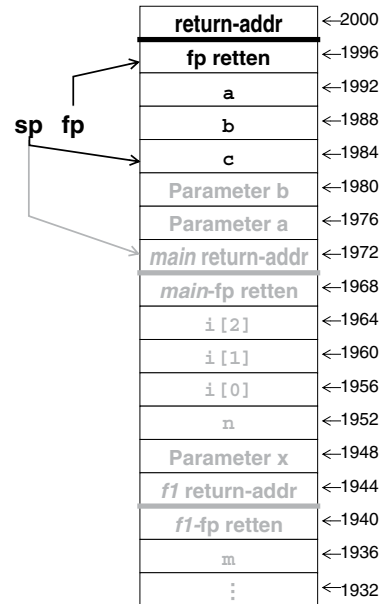 return-addr ←2000
fp retten ←1996
a ←1992
b ←1988
sp fp
c ←1984
Parameter b ←1980
Parameter a ←1976
main return-addr ←1972
main-fp retten ←1968
i[2] ←1964
i[1] ←1960
i[0] ←1956
n ←1952
Parameter x ←1948
f1 return-addr ←1944
f1-fp retten ←1940
m ←1936
⋮ ←1932